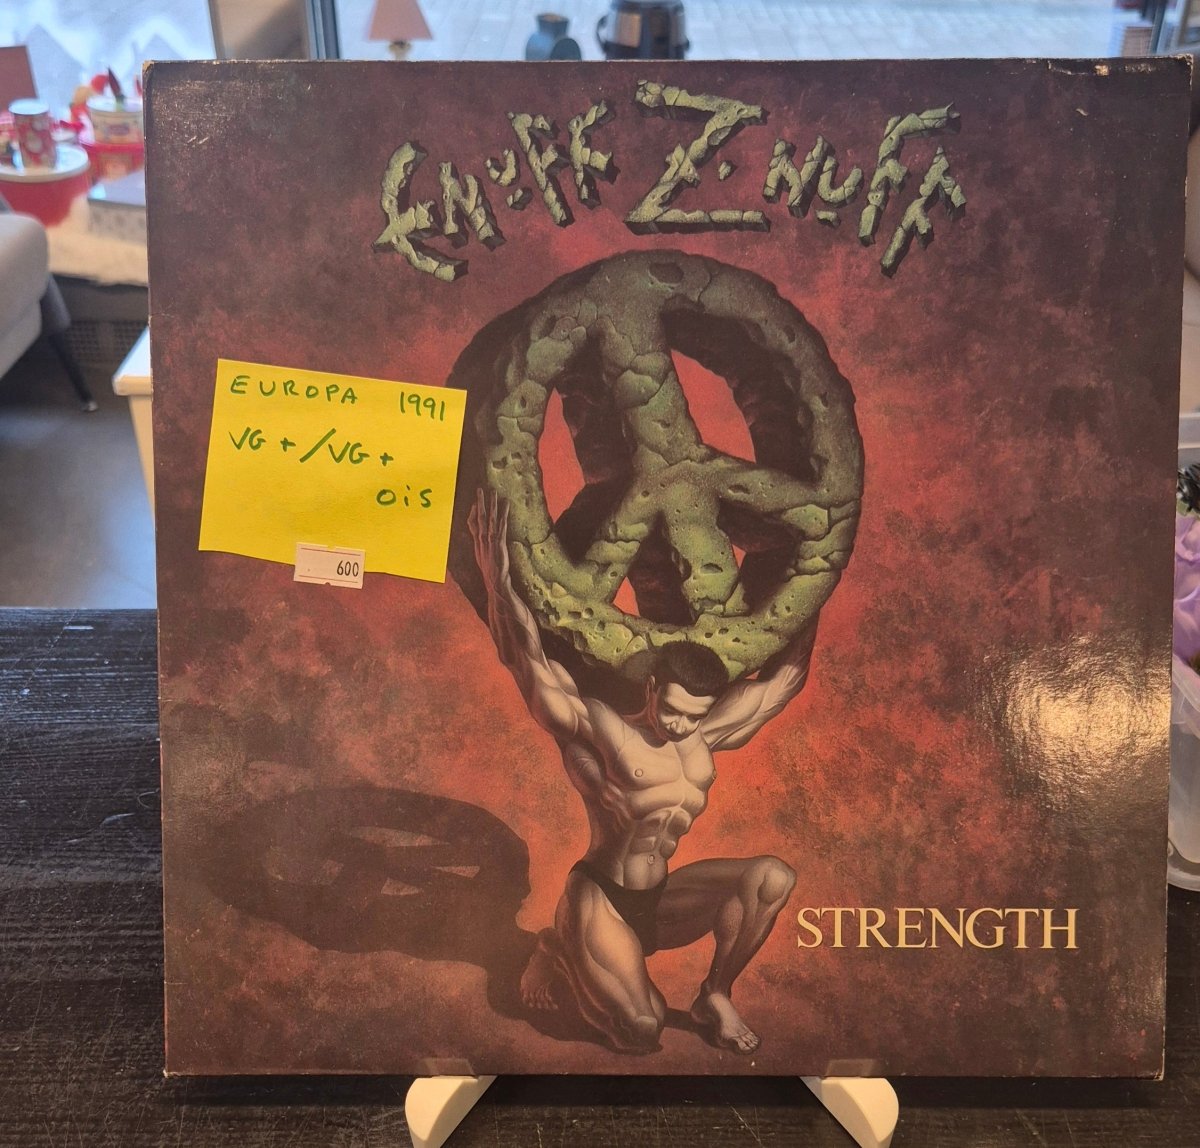 ENUFF Z'NUFF
EUROPA 1991
VG+/VG+
OiS
600
STRENGTH